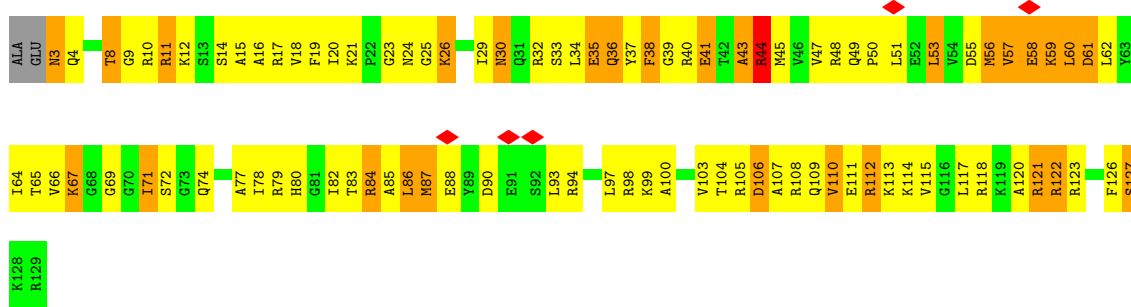 ALA GLU N3 Q4 T8 G9 R10 R11 K12 S13 S14 A15 A16 R17 V18 F19 I20 K21 P22 G23 N24 G25 K26 I29 N30 Q31 R32 S33 L34 E35 Q36 Y37 F38 G39 R40 E41 T42 A43 R44 M45 V46 V47 R48 Q49 P50 L51 E52 L53 V54 D55 M56 V57 E58 K59 L60 D61 L62 Y63
I64 T65 V66 K67 G68 G69 G70 I71 S72 G73 Q74 A77 I78 R79 H80 G81 I82 T83 R84 A85 L86 M87 E88 Y89 D90 E91 S92 L93 R94 L97 R98 K99 A100 V103 T104 R105 D106 A107 R108 Q109 V110 E111 R112 K113 K114 V115 G116 L117 R118 K119 A120 R121 R122 R123 F126 S127
K128 R129